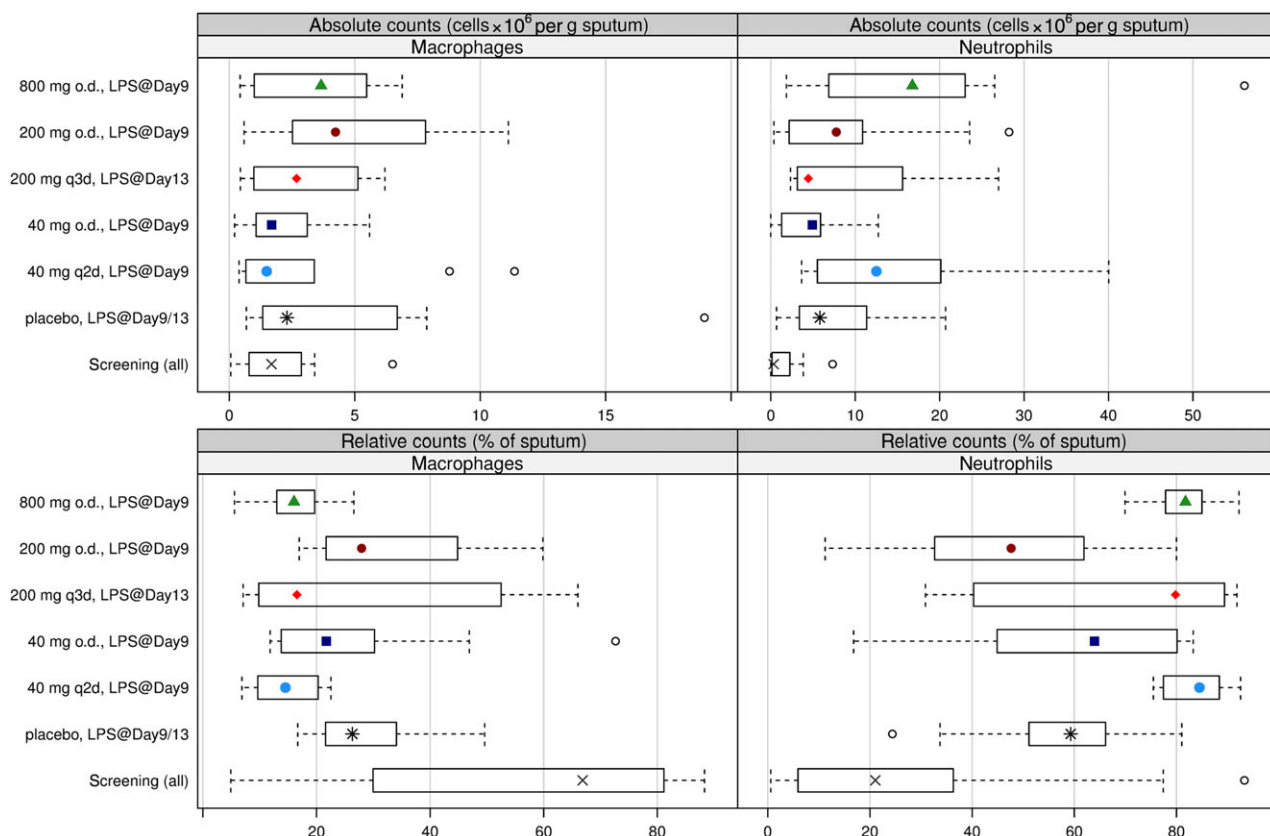 Absolute counts (cells×10⁶ per g sputum)
Absolute counts (cells×10⁶ per g sputum)
Macrophages
Neutrophils
800 mg o.d., LPS@Day9
200 mg o.d., LPS@Day9
200 mg q3d, LPS@Day13
40 mg o.d., LPS@Day9
40 mg q2d, LPS@Day9
placebo, LPS@Day9/13
Screening (all)
0 5 10 15
0 10 20 30 40 50
Relative counts (% of sputum)
Relative counts (% of sputum)
Macrophages
Neutrophils
800 mg o.d., LPS@Day9
200 mg o.d., LPS@Day9
200 mg q3d, LPS@Day13
40 mg o.d., LPS@Day9
40 mg q2d, LPS@Day9
placebo, LPS@Day9/13
Screening (all)
20 40 60 80
0 20 40 60 80